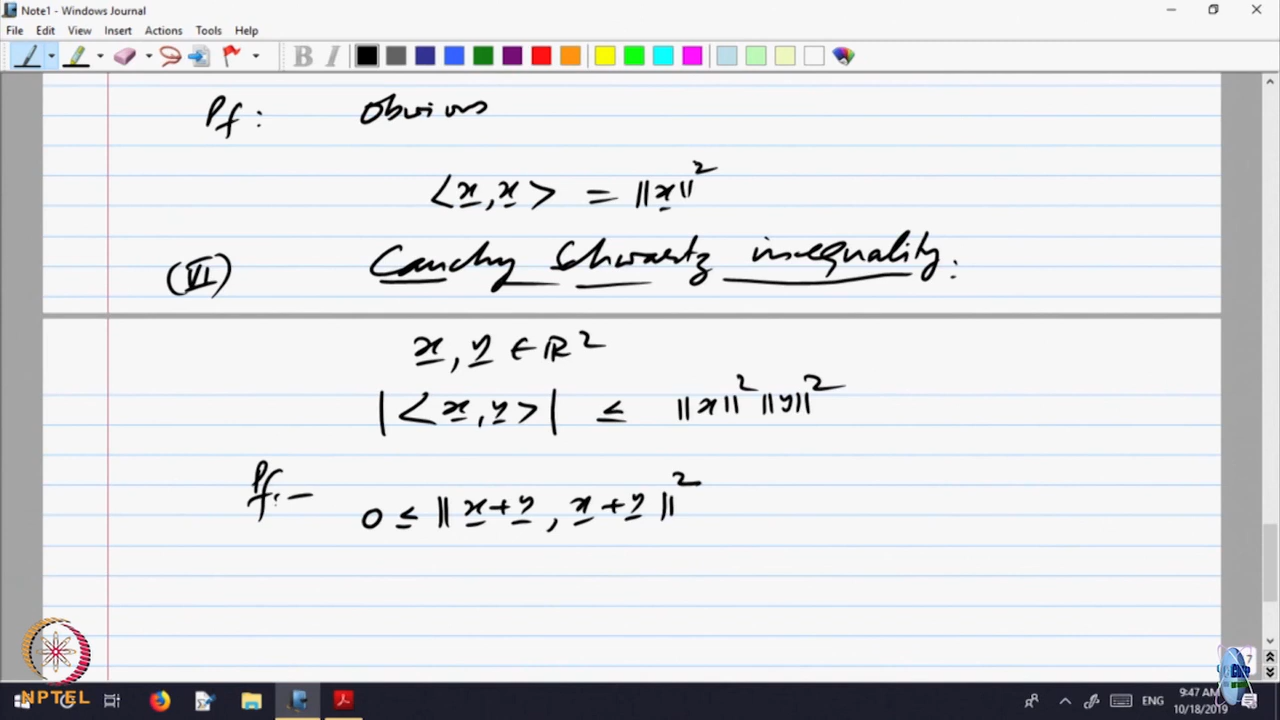 Note1 - Windows Journal
File Edit View Insert Actions Tools Help
B I
Pf : Obvious
<x, x> = ||x||²
(VI) Cauchy Schwartz inequality.
x, y ∈ ℝ²
|<x, y>| ≤ ||x||² ||y||²
Pf:-
0 ≤ ||x+y, x+y||²
NPTEL
ENG
9:47 AM
10/18/2019